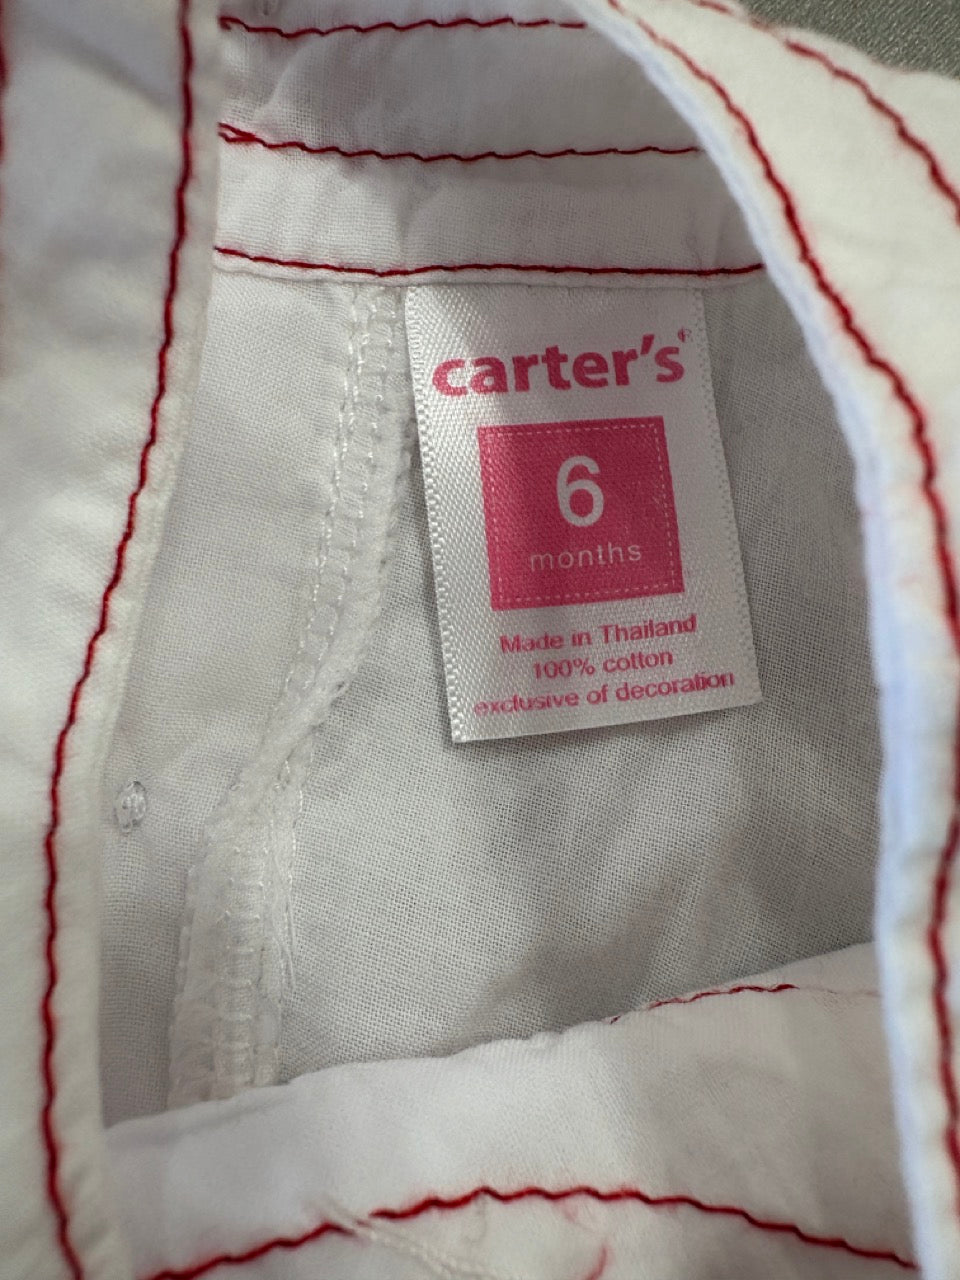 carter's®
6
months
Made in Thailand
100% cotton
exclusive of decoration